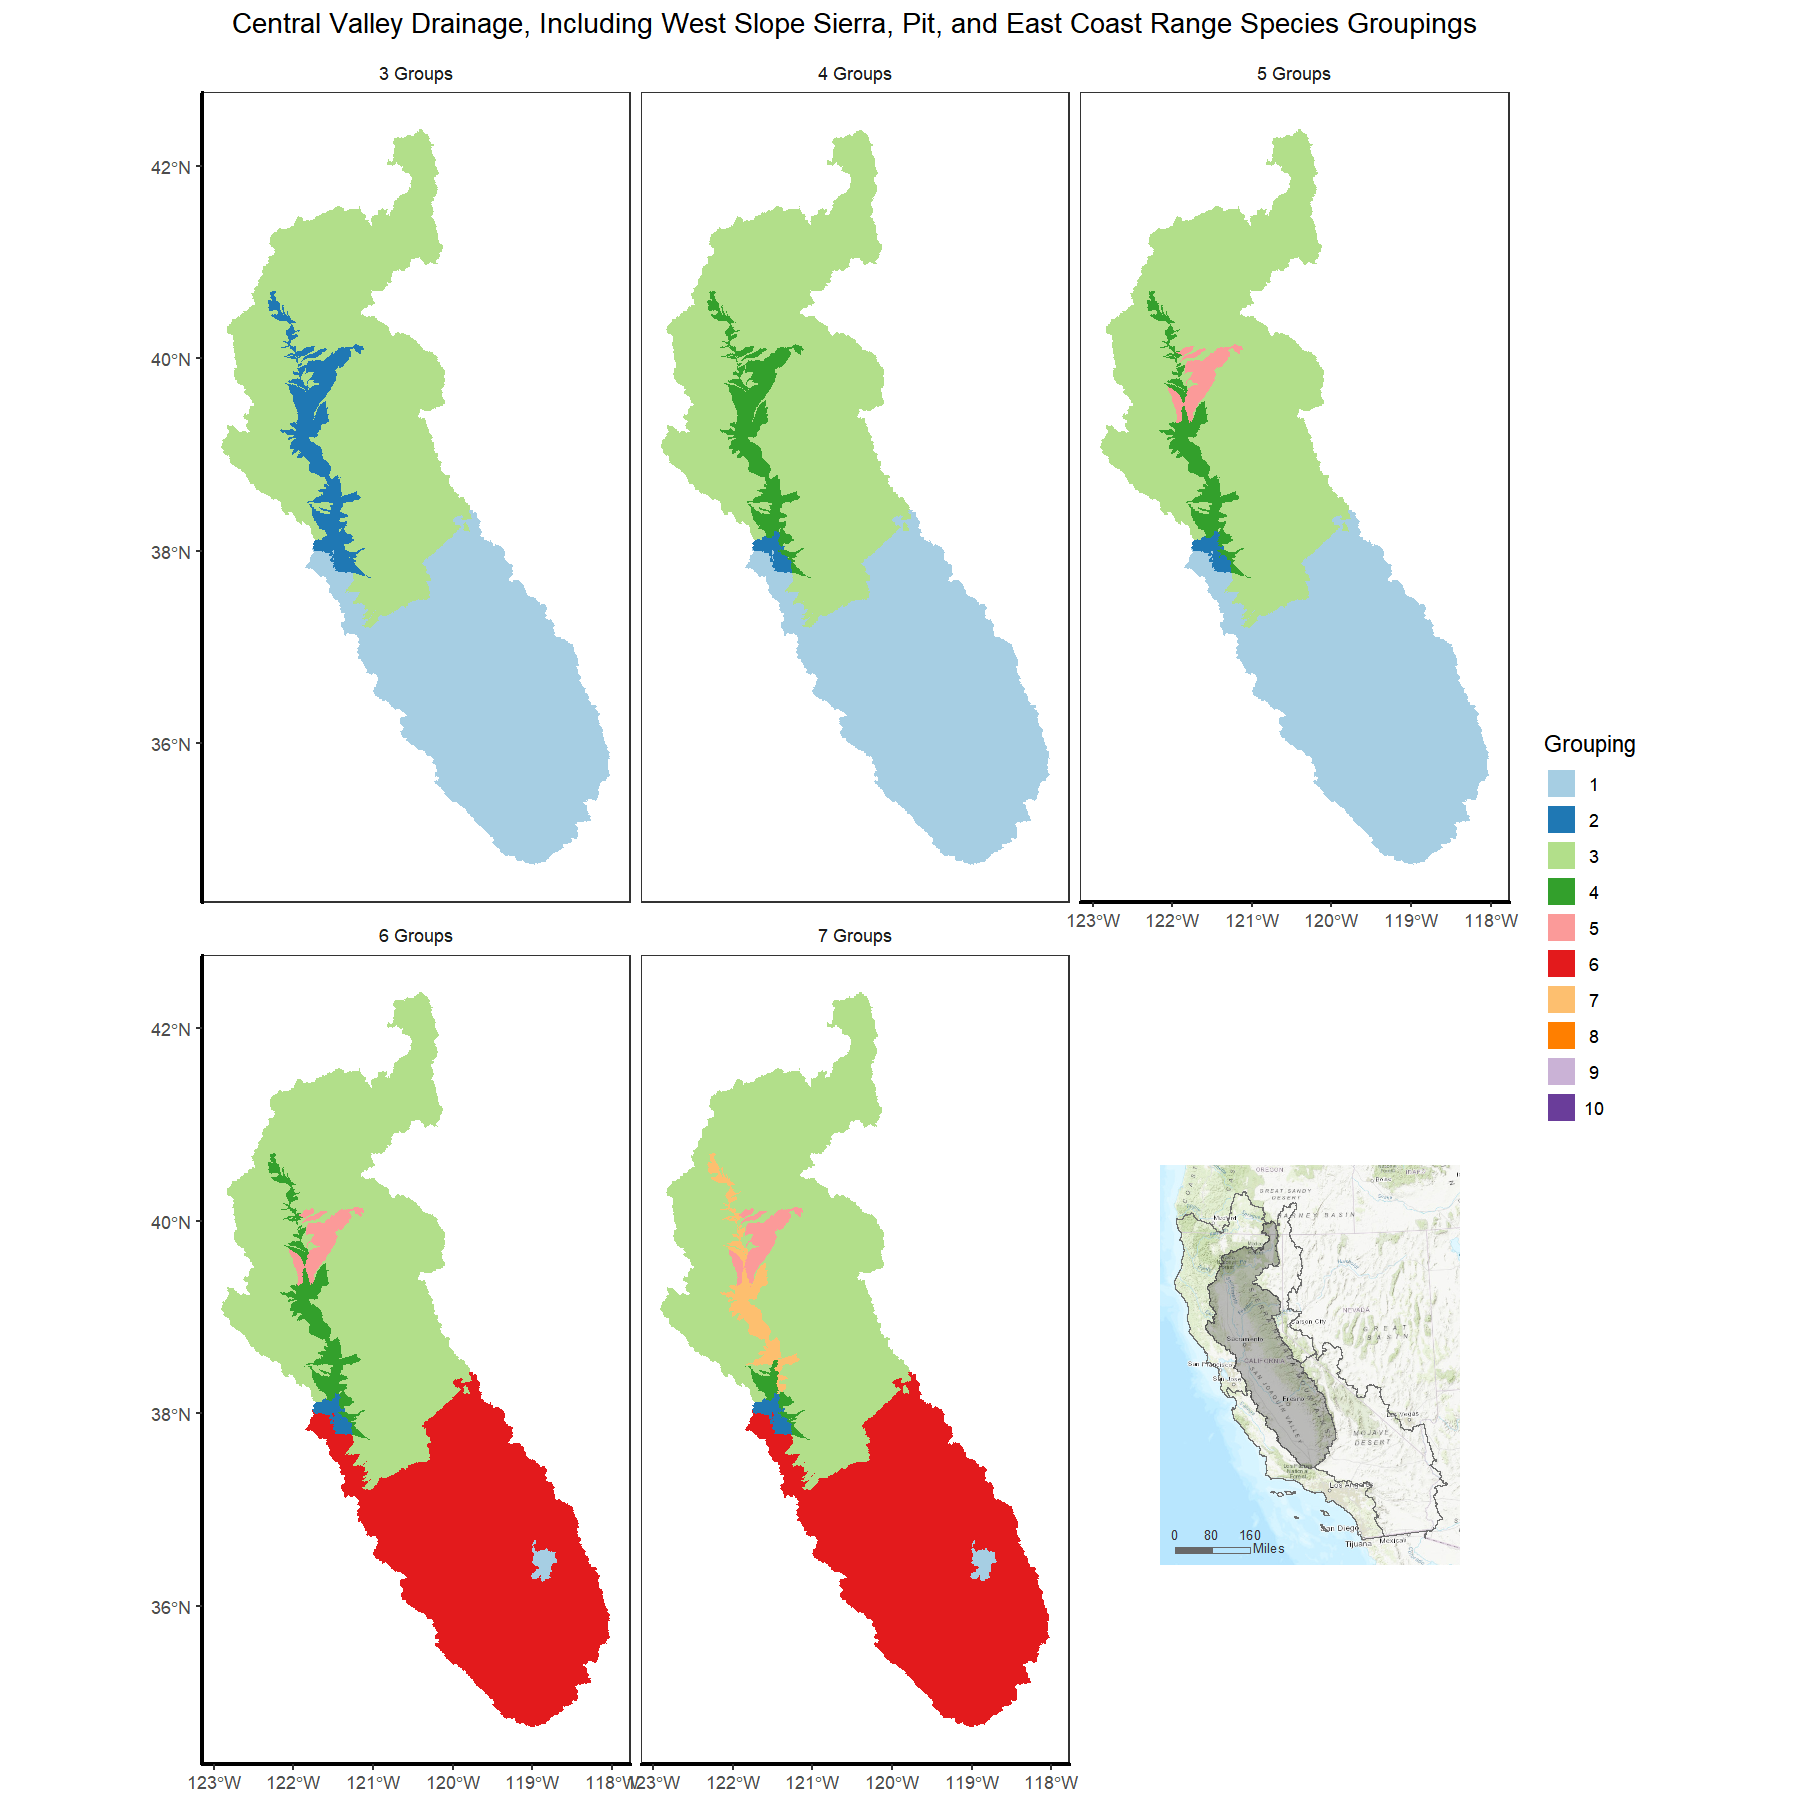 Central Valley Drainage, Including West Slope Sierra, Pit, and East Coast Range Species Groupings
3 Groups
4 Groups
5 Groups
42°N
40°N
38°N
36°N
123°W 122°W 121°W 120°W 119°W 118°W
Grouping
1
2
3
4
5
6
7
8
9
10
6 Groups
7 Groups
42°N
40°N
38°N
36°N
123°W 122°W 121°W 120°W 119°W 118°W
123°W 122°W 121°W 120°W 119°W 118°W
OREGON
GREAT SANDY
DESERT
HARNEY BASIN
Medford
NEVADA
Carson City
GREAT
BASIN
Sacramento
CALIFORNIA
San Francisco
San Jose
SAN JOAQUIN VALLEY
Fresno
Las Vegas
MOJAVE
DESERT
Los Angeles
San Diego
Tijuana
Mexicali
0 80 160
Miles